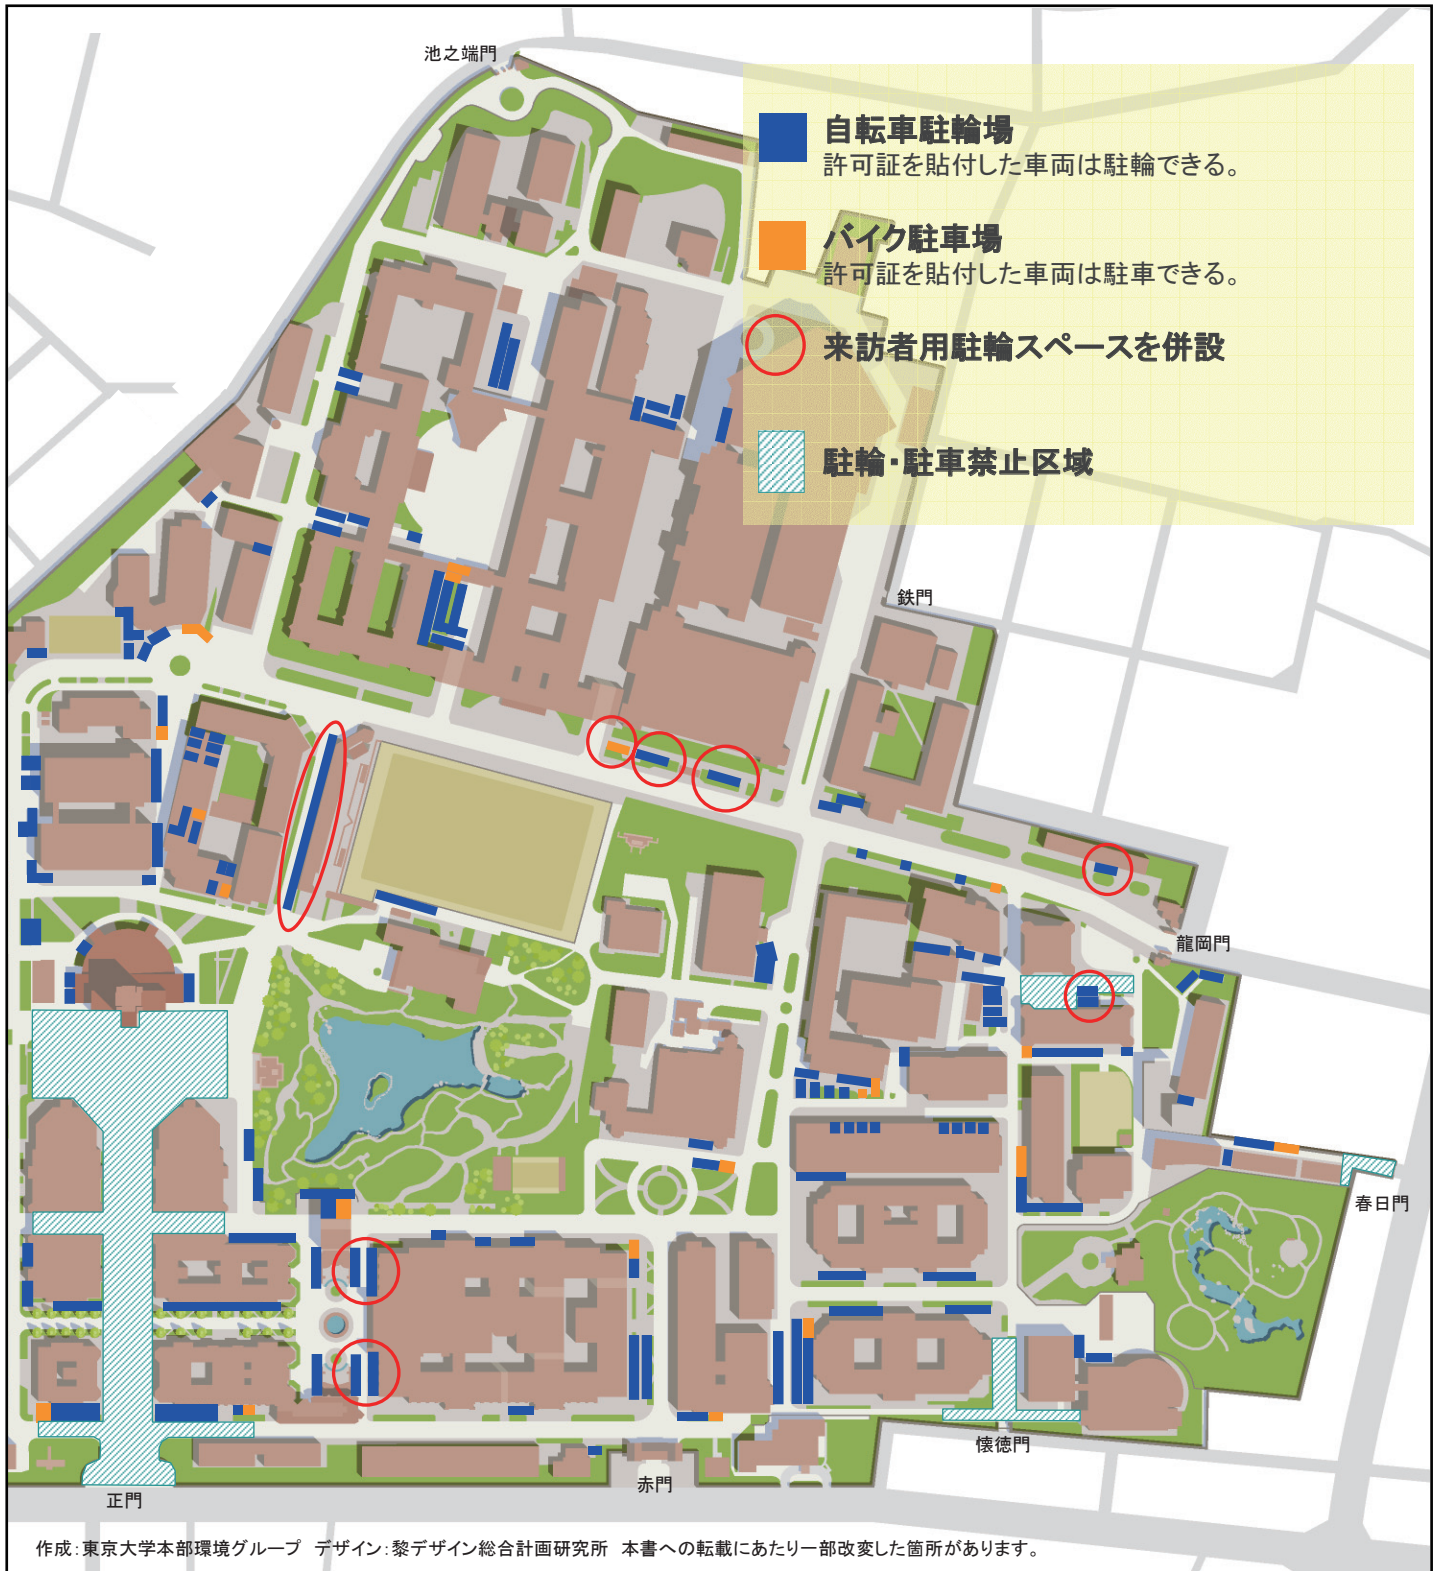 池之端門
自転車駐輪場
許可証を貼付した車両は駐輪できる。
バイク駐車場
許可証を貼付した車両は駐車できる。
来訪者用駐輪スペースを併設
駐輪・駐車禁止区域
鉄門
龍岡門
春日門
懐徳門
赤門
正門
作成:東京大学本部環境グループ デザイン:黎デザイン総合計画研究所 本書への転載にあたり一部改変した箇所があります。